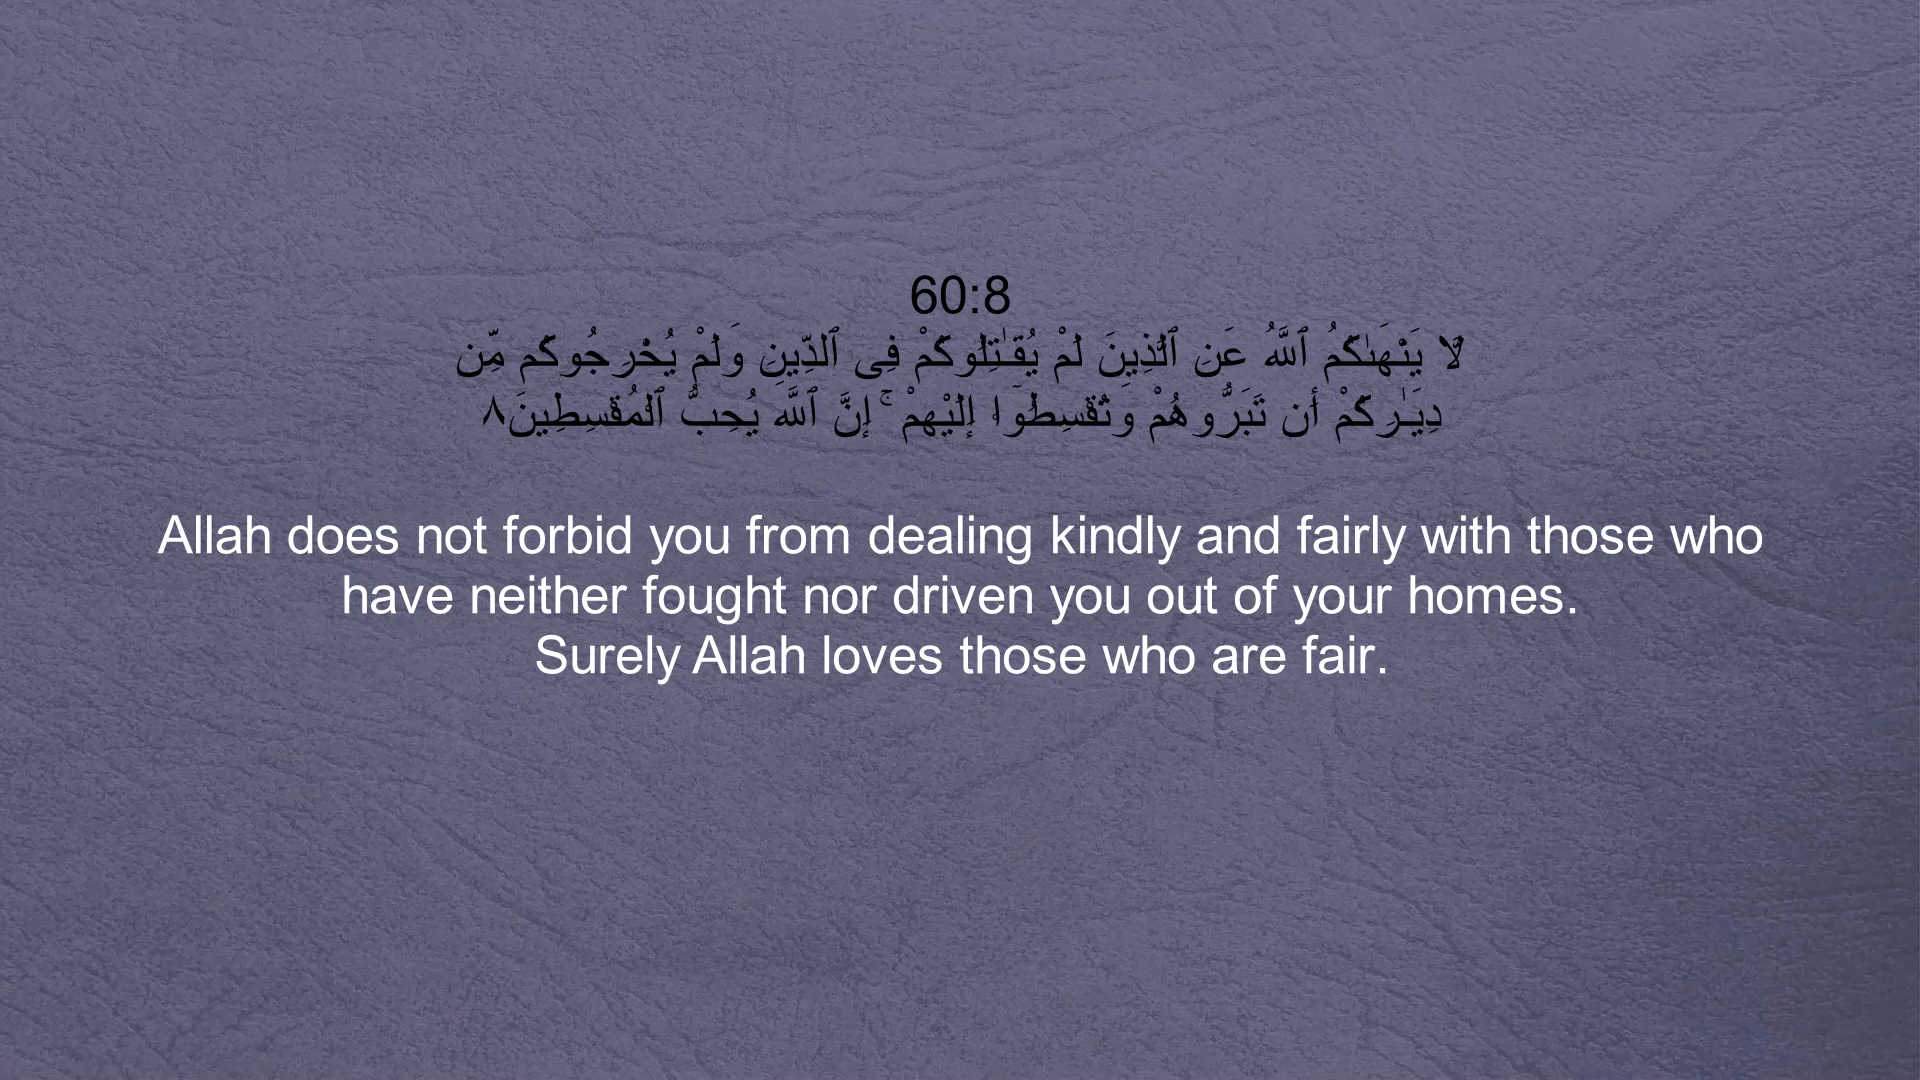 60:8
لَّا يَنْهَىٰكُمُ ٱللَّهُ عَنِ ٱلَّذِينَ لَمْ يُقَـٰتِلُوكُمْ فِى ٱلدِّينِ وَلَمْ يُخْرِجُوكُم مِّن
دِيَـٰرِكُمْ أَن تَبَرُّوهُمْ وَتُقْسِطُوٓا۟ إِلَيْهِمْ ۚ إِنَّ ٱللَّهَ يُحِبُّ ٱلْمُقْسِطِينَ٨
Allah does not forbid you from dealing kindly and fairly with those who
have neither fought nor driven you out of your homes.
Surely Allah loves those who are fair.